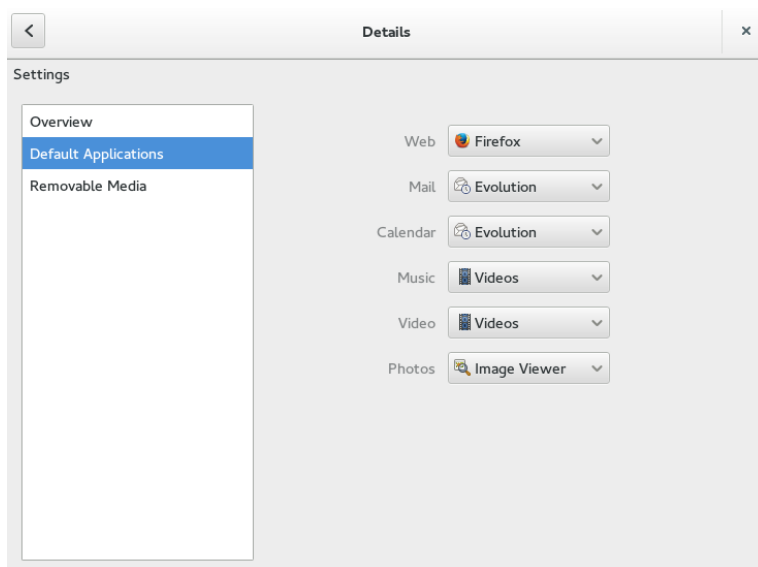 Details
Settings
Overview
Default Applications
Removable Media
Web Firefox
Mail Evolution
Calendar Evolution
Music Videos
Video Videos
Photos Image Viewer